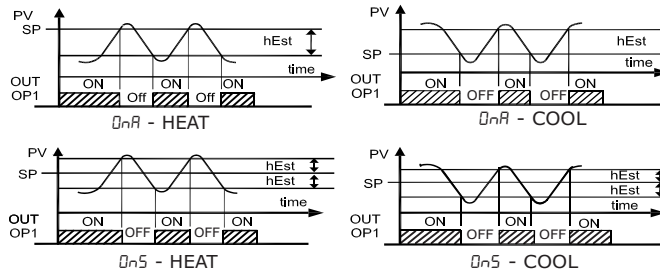 PV
SP
hEst
time
OUT ON ON ON
OP1 Off Off
OnA - HEAT
PV
hEst
SP
time
OUT ON ON ON
OP1 OFF OFF
OnA - COOL
PV
hEst
SP
hEst
time
OUT ON ON ON
OP1 OFF OFF
OnS - HEAT
PV
hEst
SP
hEst
time
OUT ON ON ON
OP1 OFF OFF
OnS - COOL